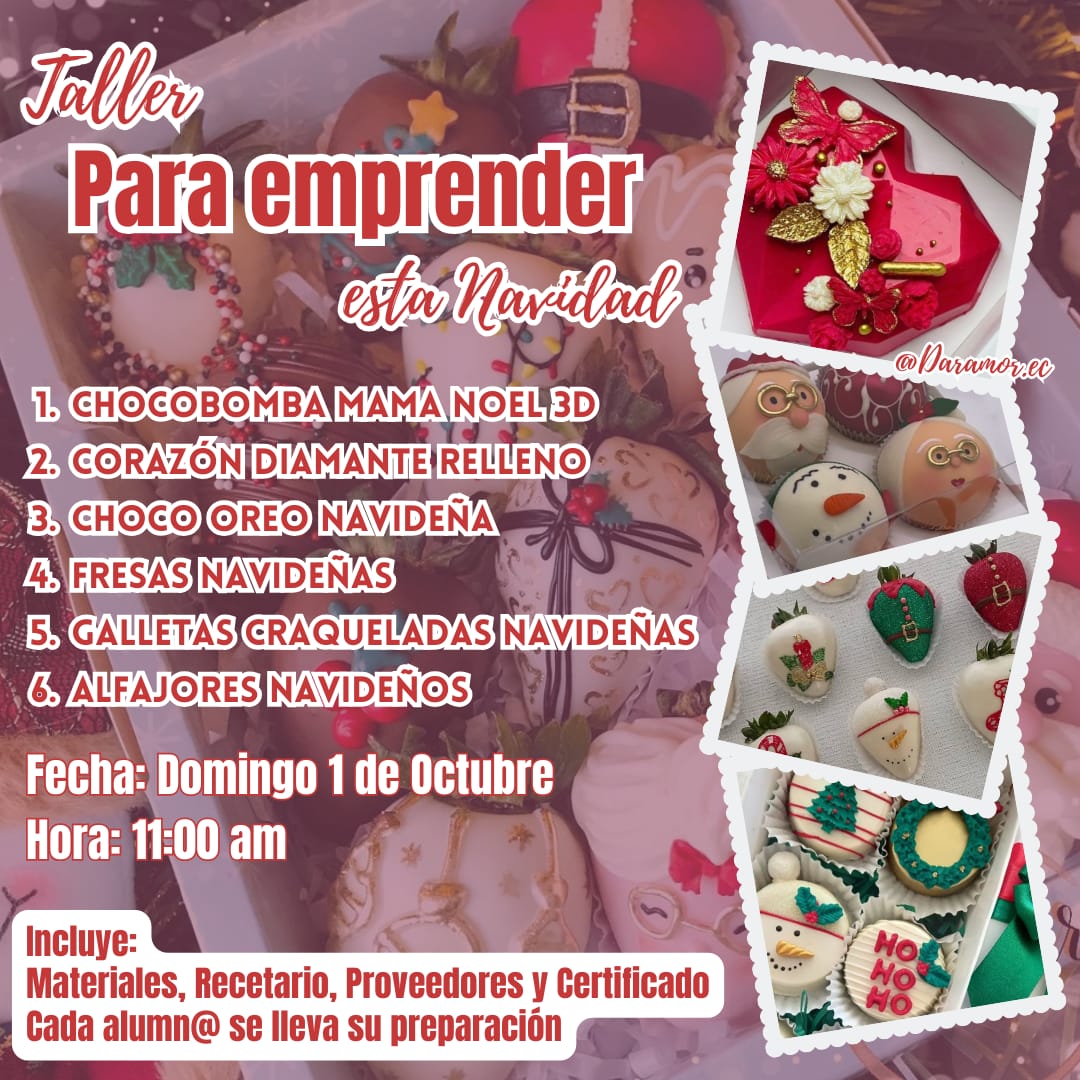 Taller
Para emprender
esta Navidad
@Daramor.ec
1. CHOCOBOMBA MAMA NOEL 3D
2. CORAZÓN DIAMANTE RELLENO
3. CHOCO OREO NAVIDEÑA
4. FRESAS NAVIDEÑAS
5. GALLETAS CRAQUELADAS NAVIDEÑAS
6. ALFAJORES NAVIDEÑOS
Fecha: Domingo 1 de Octubre
Hora: 11:00 am
HO
HO
HO
Incluye:
Materiales, Recetario, Proveedores y Certificado
Cada alumn@ se lleva su preparación